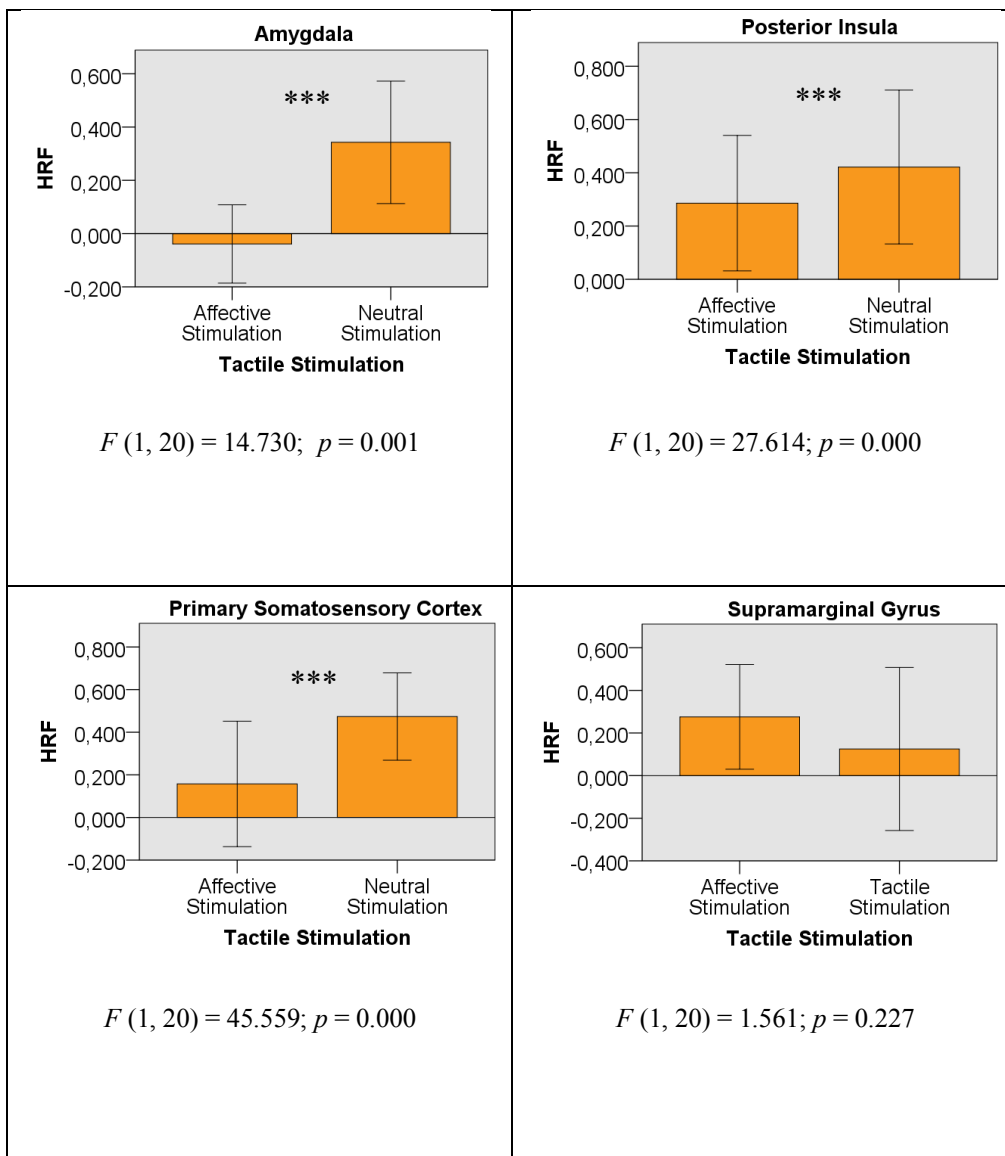 Amygdala
0,600
0,400
0,200
0,000
-0,200
HRF
***
Affective Stimulation
Neutral Stimulation
Tactile Stimulation
F (1, 20) = 14.730; p = 0.001
Posterior Insula
0,800
0,600
0,400
0,200
0,000
HRF
***
Affective Stimulation
Neutral Stimulation
Tactile Stimulation
F (1, 20) = 27.614; p = 0.000
Primary Somatosensory Cortex
0,800
0,600
0,400
0,200
0,000
-0,200
HRF
***
Affective Stimulation
Neutral Stimulation
Tactile Stimulation
F (1, 20) = 45.559; p = 0.000
Supramarginal Gyrus
0,600
0,400
0,200
0,000
-0,200
-0,400
HRF
Affective Stimulation
Tactile Stimulation
Tactile Stimulation
F (1, 20) = 1.561; p = 0.227